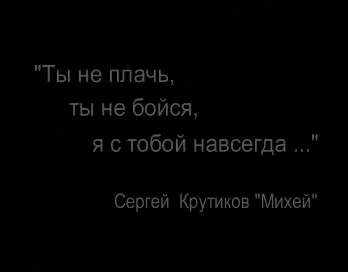 "Ты не плачь,
ты не бойся,
я с тобой навсегда ..."
Сергей Крутиков "Михей"